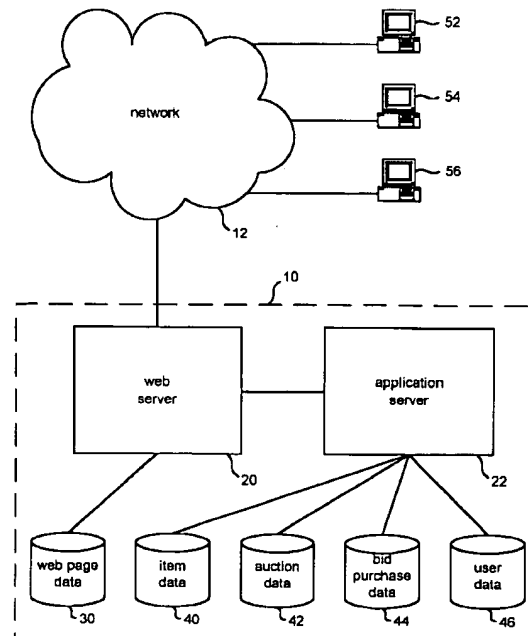 52
network
54
56
12
10
web
server
application
server
20
22
web page
data
item
data
auction
data
bid
purchase
data
user
data
30
40
42
44
46